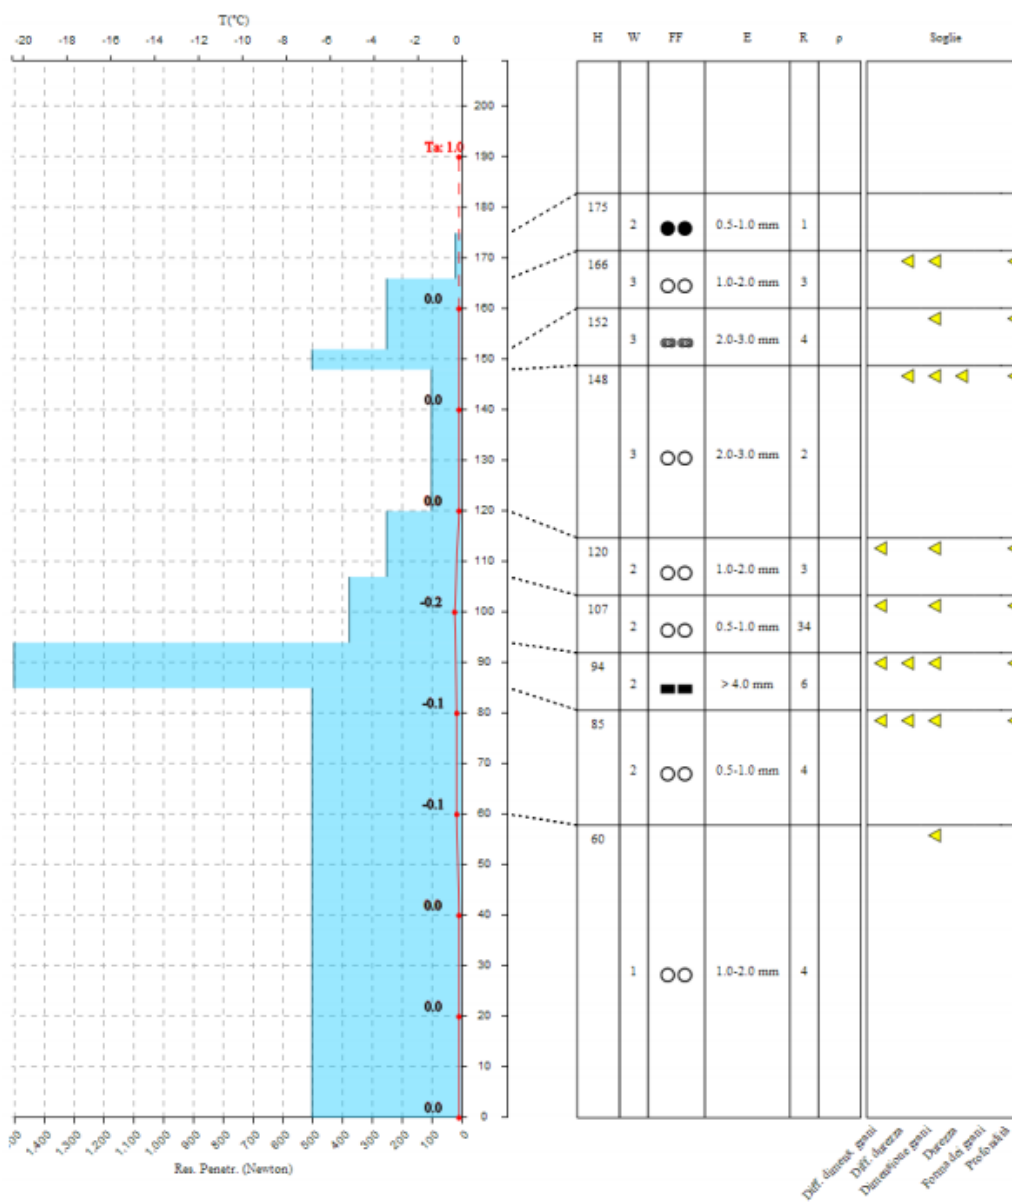 T(°C)
-20 -18 -16 -14 -12 -10 -8 -6 -4 -2 0
H W FF E R ρ Soglie
200
Ta: 1.0
190
180
175
2 0.5-1.0 mm 1
170
166
3 1.0-2.0 mm 3
0.0
160
152
3 2.0-3.0 mm 4
150
148
0.0
140
3 2.0-3.0 mm 2
130
0.0
120
120
2 1.0-2.0 mm 3
110
107
-0.2
100
2 0.5-1.0 mm 34
94
90
2 > 4.0 mm 6
85
-0.1
80
2 0.5-1.0 mm 4
70
-0.1
60
60
50
0.0
40
30
1 1.0-2.0 mm 4
0.0
20
10
0.0
0
1,400 1,300 1,200 1,100 1,000 900 800 700 600 500 400 300 200 100 0
Res. Penetr. (Newton)
Diff. dimens. grani
Diff. durezza
Dimensione grani
Durezza
Forma dei grani
Profondità